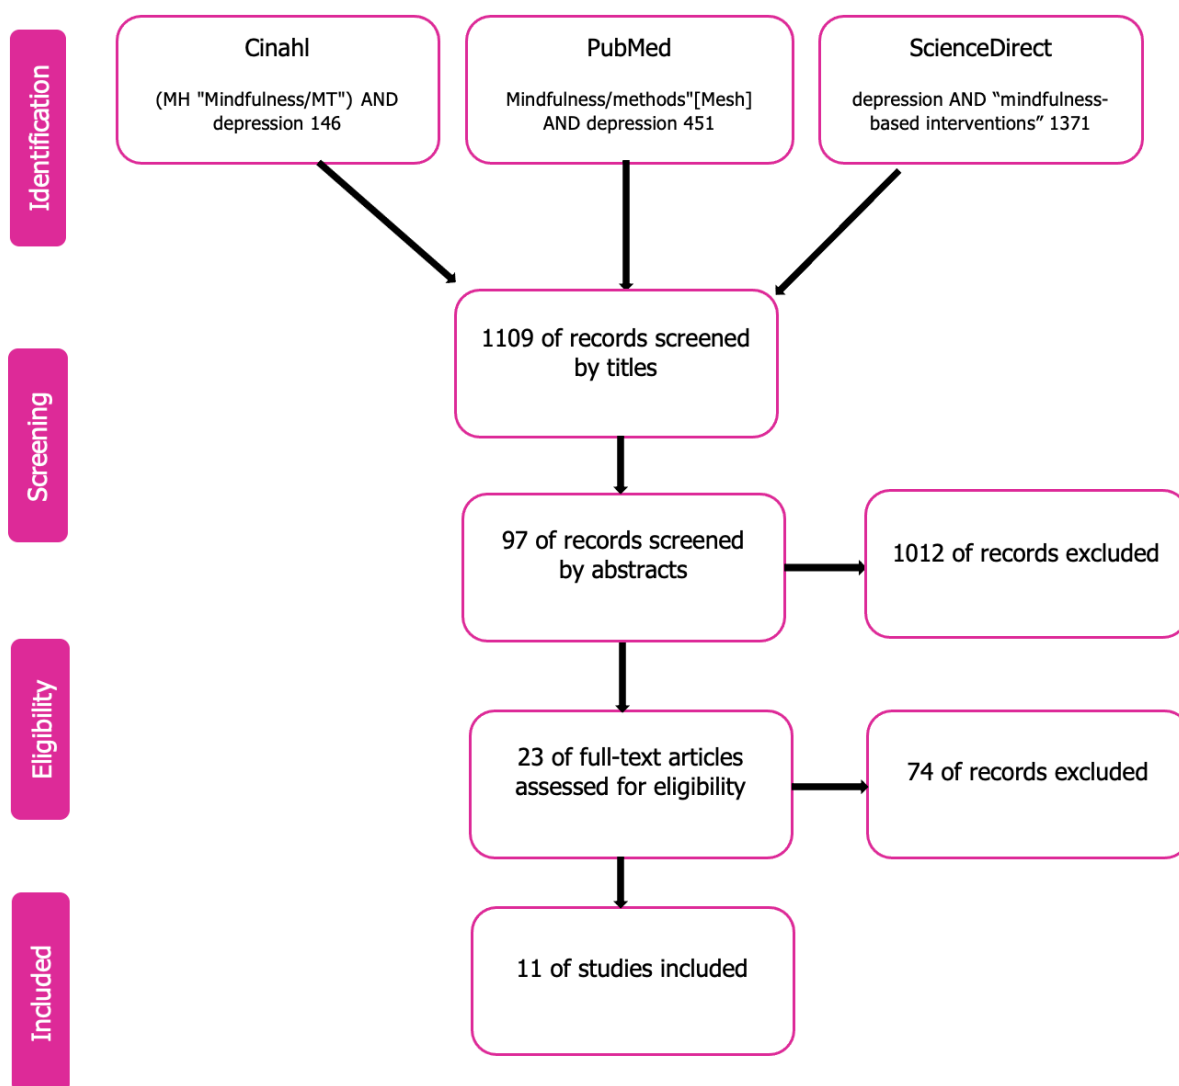 Identification
Cinahl
(MH "Mindfulness/MT") AND
depression 146
PubMed
Mindfulness/methods"[Mesh]
AND depression 451
ScienceDirect
depression AND “mindfulness-
based interventions” 1371
Screening
1109 of records screened
by titles
97 of records screened
by abstracts
1012 of records excluded
Eligibility
23 of full-text articles
assessed for eligibility
74 of records excluded
Included
11 of studies included